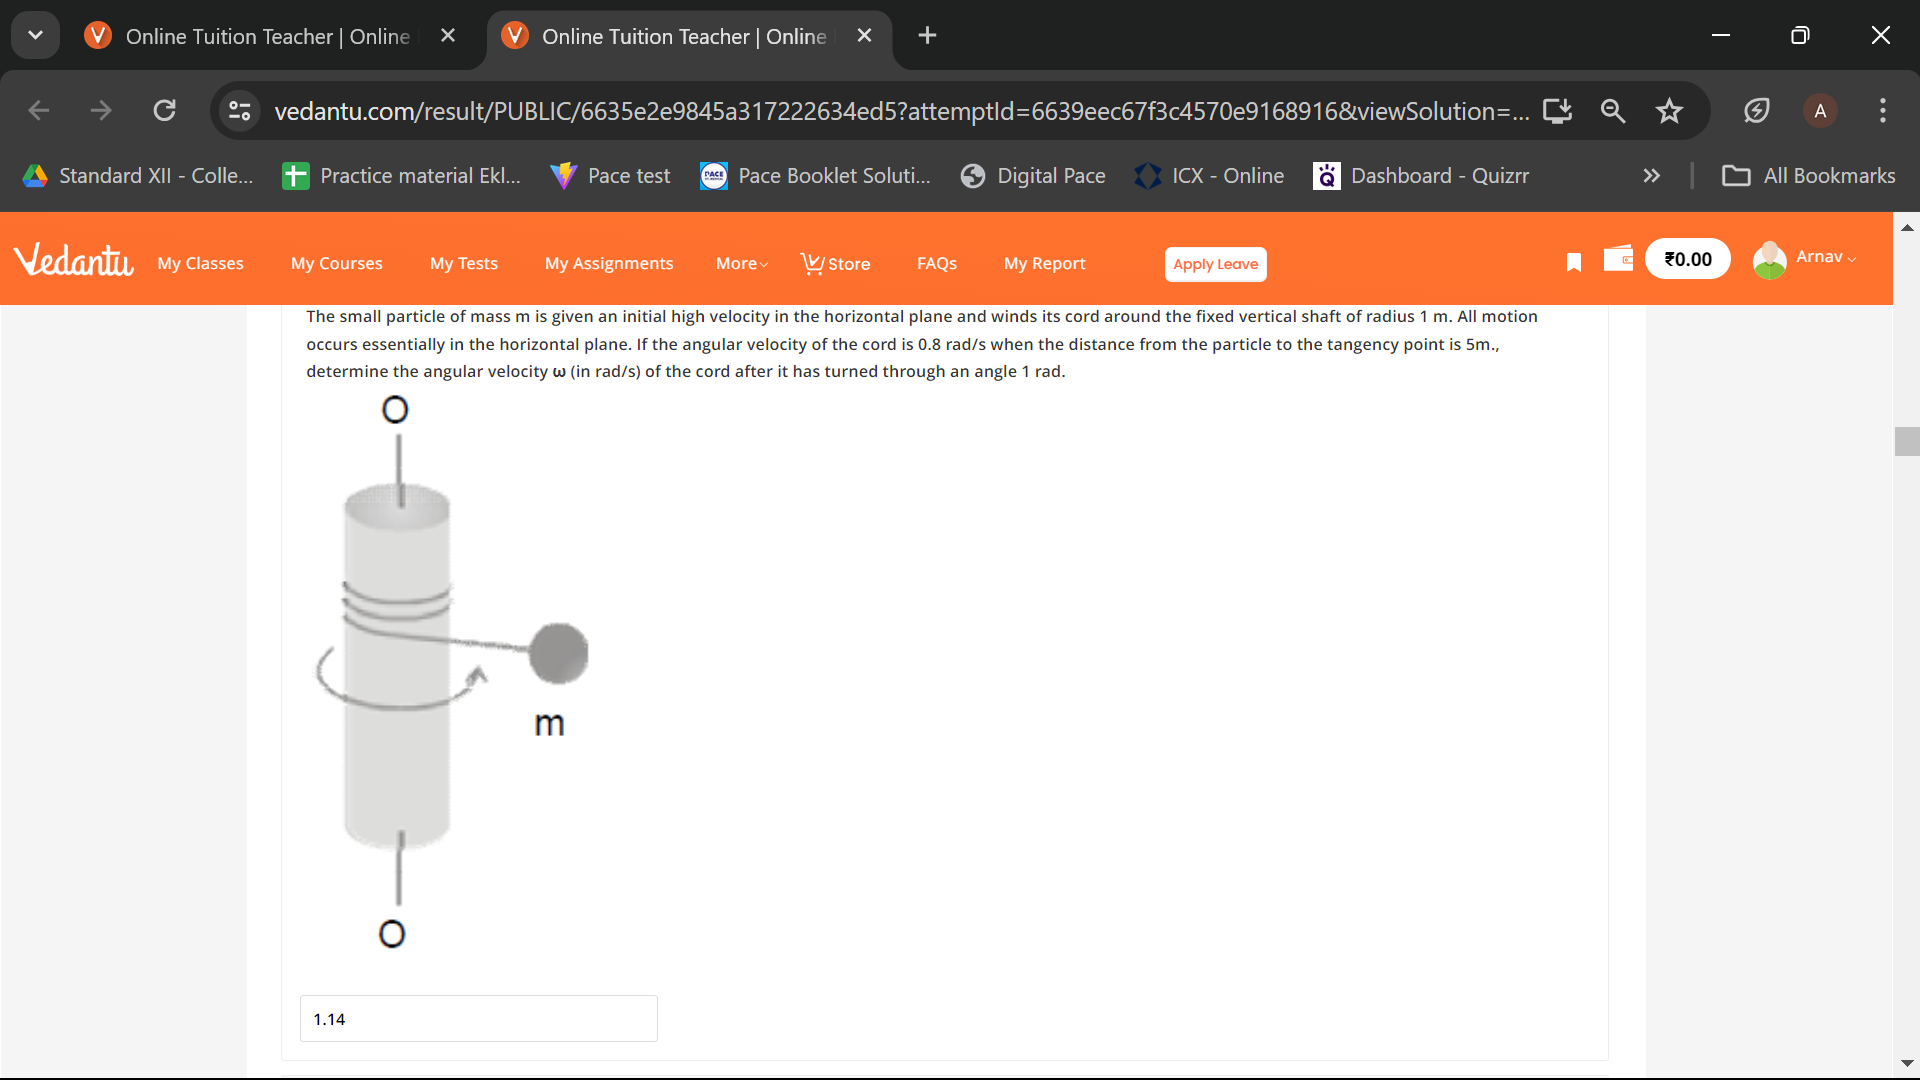 Online Tuition Teacher | Online
Online Tuition Teacher | Online
vedantu.com/result/PUBLIC/6635e2e9845a317222634ed5?attemptId=6639eec67f3c4570e9168916&viewSolution=...
A
Standard XII - Colle...
Practice material Ekl...
Pace test
PACE
Pace Booklet Soluti...
Digital Pace
ICX - Online
Dashboard - Quizrr
All Bookmarks
Vedantu
My Classes
My Courses
My Tests
My Assignments
More
Store
FAQs
My Report
Apply Leave
₹0.00
Arnav
The small particle of mass m is given an initial high velocity in the horizontal plane and winds its cord around the fixed vertical shaft of radius 1 m. All motion
occurs essentially in the horizontal plane. If the angular velocity of the cord is 0.8 rad/s when the distance from the particle to the tangency point is 5m.,
determine the angular velocity ω (in rad/s) of the cord after it has turned through an angle 1 rad.
O
m
O
1.14